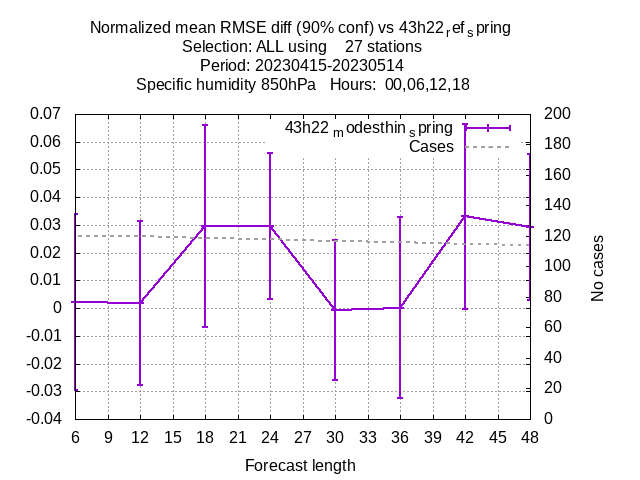 Normalized mean RMSE diff (90% conf) vs 43h22refspring
Selection: ALL using 27 stations
Period: 20230415-20230514
Specific humidity 850hPa Hours: 00,06,12,18
43h22 modesthinspring
Cases
0.07
0.06
0.05
0.04
0.03
0.02
0.01
0
-0.01
-0.02
-0.03
-0.04
200
180
160
140
120
100
80
60
40
20
0
No cases
6 9 12 15 18 21 24 27 30 33 36 39 42 45 48
Forecast length